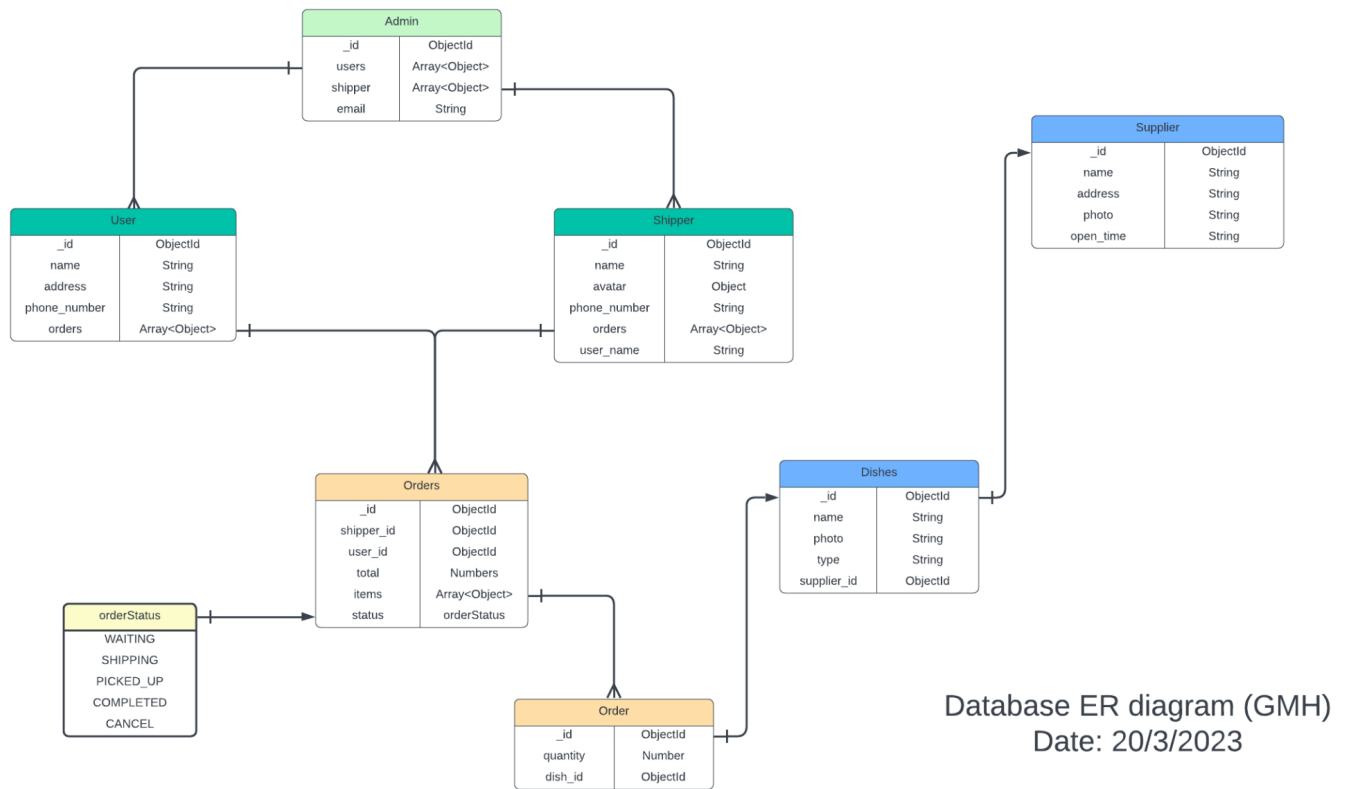 Admin
_id ObjectId
users Array<Object>
shipper Array<Object>
email String
Supplier
_id ObjectId
name String
address String
photo String
open_time String
User
_id ObjectId
name String
address String
phone_number String
orders Array<Object>
Shipper
_id ObjectId
name String
avatar Object
phone_number String
orders Array<Object>
user_name String
Orders
_id ObjectId
shipper_id ObjectId
user_id ObjectId
total Numbers
items Array<Object>
status orderStatus
Dishes
_id ObjectId
name String
photo String
type String
supplier_id ObjectId
orderStatus
WAITING
SHIPPING
PICKED_UP
COMPLETED
CANCEL
Order
_id ObjectId
quantity Number
dish_id ObjectId
Database ER diagram (GMH)
Date: 20/3/2023